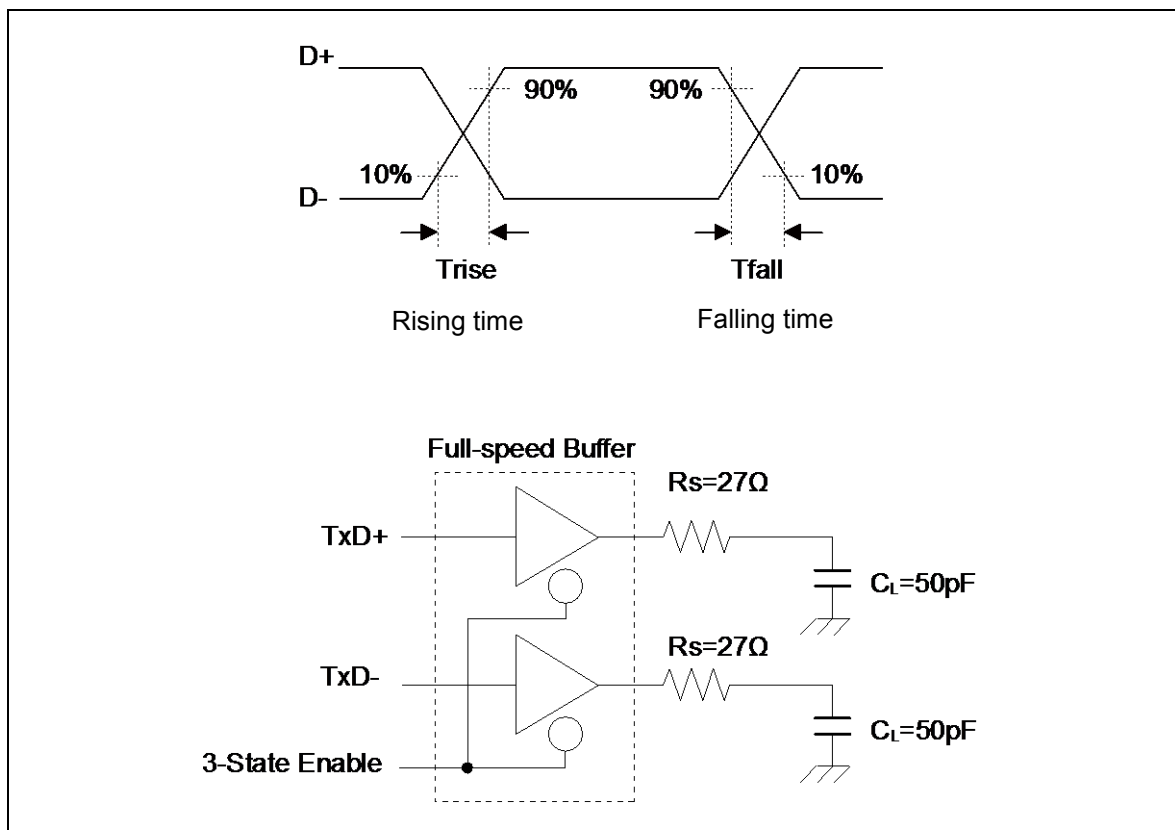 D+
90%
90%
10%
10%
D-
Trise
Tfall
Rising time
Falling time
Full-speed Buffer
Rs=27Ω
TxD+
CL=50pF
Rs=27Ω
TxD-
CL=50pF
3-State Enable